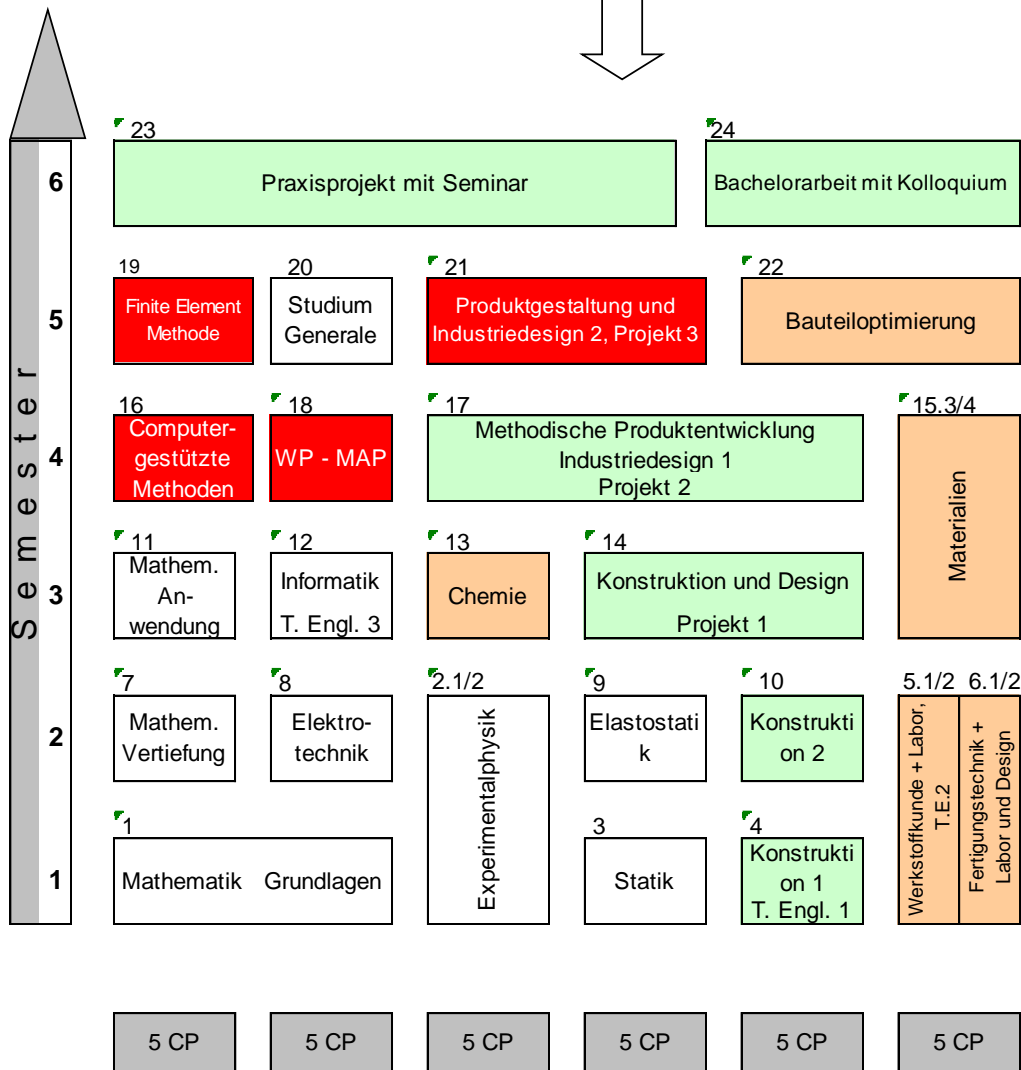 23
24
6
Praxisprojekt mit Seminar
Bachelorarbeit mit Kolloquium
19
20
21
22
5
Finite Element
Methode
Studium
Generale
Produktgestaltung und
Industriedesign 2, Projekt 3
Bauteiloptimierung
16
18
17
15.3/4
4
Computer-
gestützte
Methoden
WP - MAP
Methodische Produktentwicklung
Industriedesign 1
Projekt 2
Materialien
11
12
13
14
3
Mathem.
An-
wendung
Informatik
T. Engl. 3
Chemie
Konstruktion und Design
Projekt 1
Semester
7
8
2.1/2
9
10
5.1/2
6.1/2
2
Mathem.
Vertiefung
Elektro-
technik
Experimentalphysik
Elastostati
k
Konstrukti
on 2
Werkstoffkunde + Labor,
T.E.2
Fertigungstechnik +
Labor und Design
1
3
4
1
Mathematik Grundlagen
Statik
Konstrukti
on 1
T. Engl. 1
5 CP
5 CP
5 CP
5 CP
5 CP
5 CP